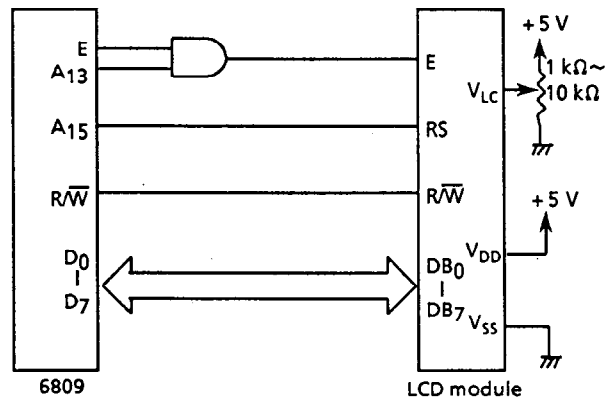 E
A13
A15
R/W̅
D0
|
D7
6809
E
RS
R/W̅
DB0
|
DB7
VLC
VDD
VSS
LCD module
+5 V
1 kΩ~
10 kΩ
+5 V